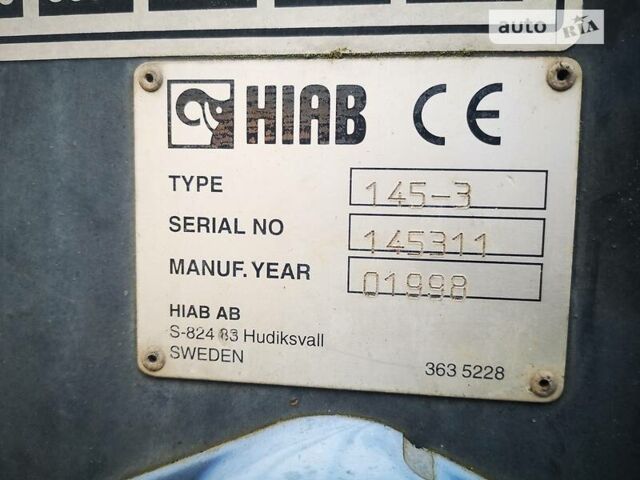 auto RIA
HIAB CE
TYPE 145-3
SERIAL NO 145311
MANUF. YEAR 01998
HIAB AB
S-824 83 Hudiksvall
SWEDEN 363 5228